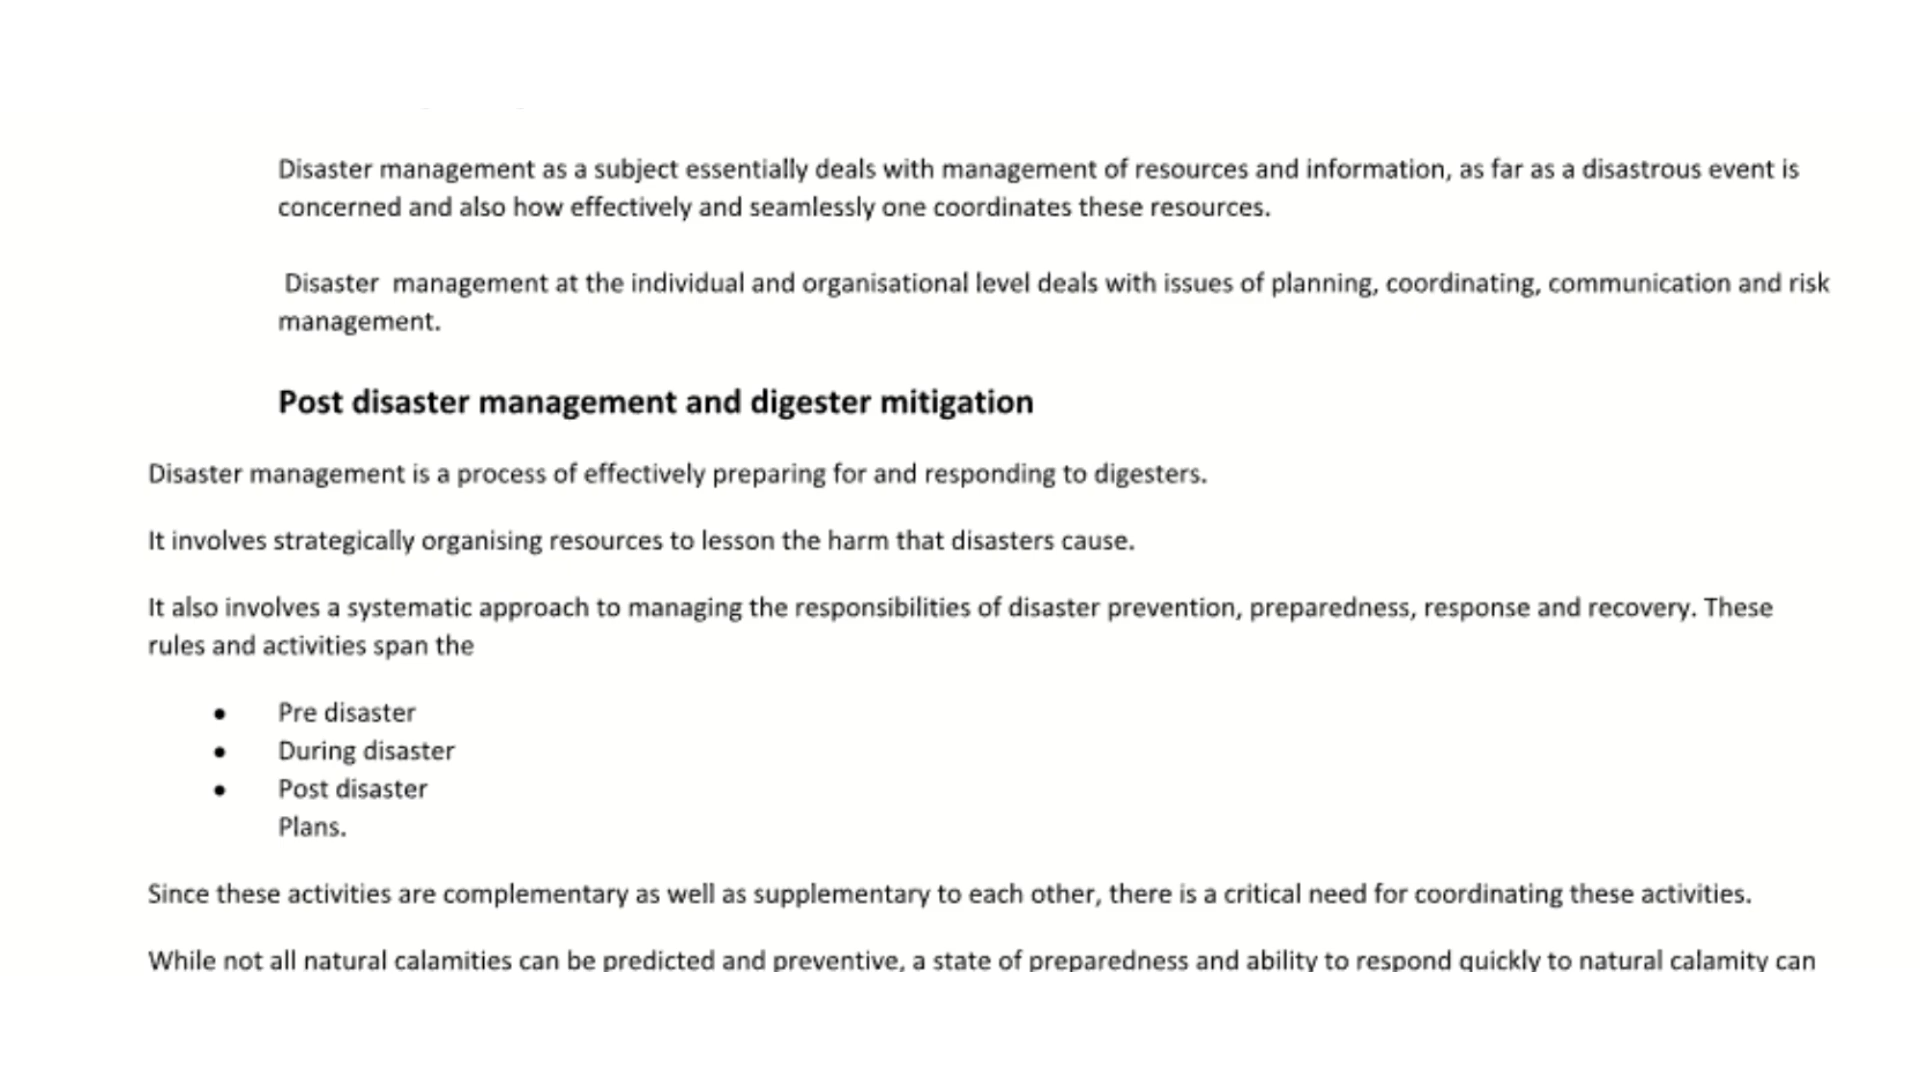 Disaster management as a subject essentially deals with management of resources and information, as far as a disastrous event is
concerned and also how effectively and seamlessly one coordinates these resources.
Disaster  management at the individual and organisational level deals with issues of planning, coordinating, communication and risk
management.
Post disaster management and digester mitigation
Disaster management is a process of effectively preparing for and responding to digesters.
It involves strategically organising resources to lesson the harm that disasters cause.
It also involves a systematic approach to managing the responsibilities of disaster prevention, preparedness, response and recovery. These
rules and activities span the
• Pre disaster
• During disaster
• Post disaster
Plans.
Since these activities are complementary as well as supplementary to each other, there is a critical need for coordinating these activities.
While not all natural calamities can be predicted and preventive, a state of preparedness and ability to respond quickly to natural calamity can